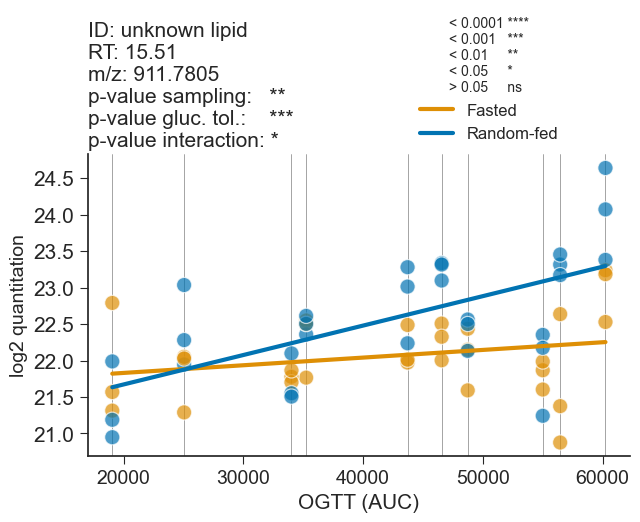 ID: unknown lipid
RT: 15.51
m/z: 911.7805
p-value sampling: **
p-value gluc. tol.: ***
p-value interaction: *
< 0.0001 ****
< 0.001 ***
< 0.01 **
< 0.05 *
> 0.05 ns
Fasted
Random-fed
24.5
24.0
23.5
23.0
22.5
22.0
21.5
21.0
log2 quantitation
20000 30000 40000 50000 60000
OGTT (AUC)